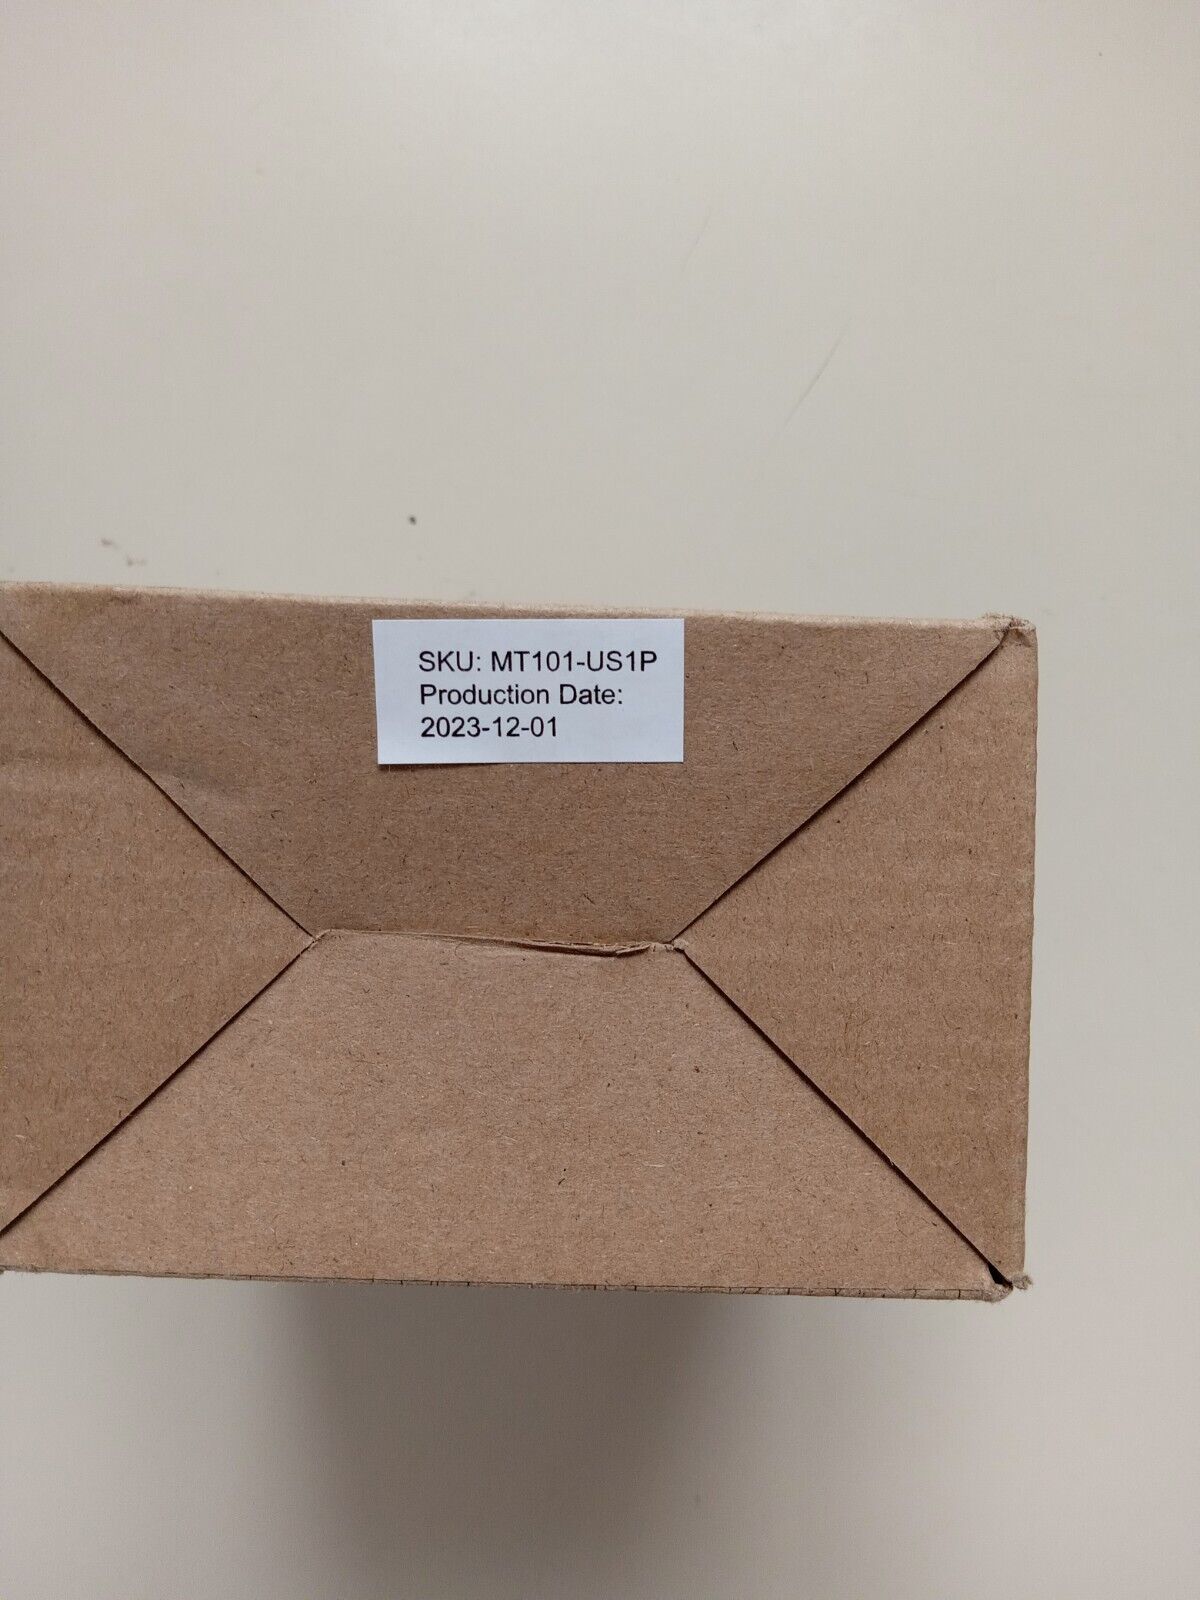 SKU: MT101-US1P
Production Date:
2023-12-01